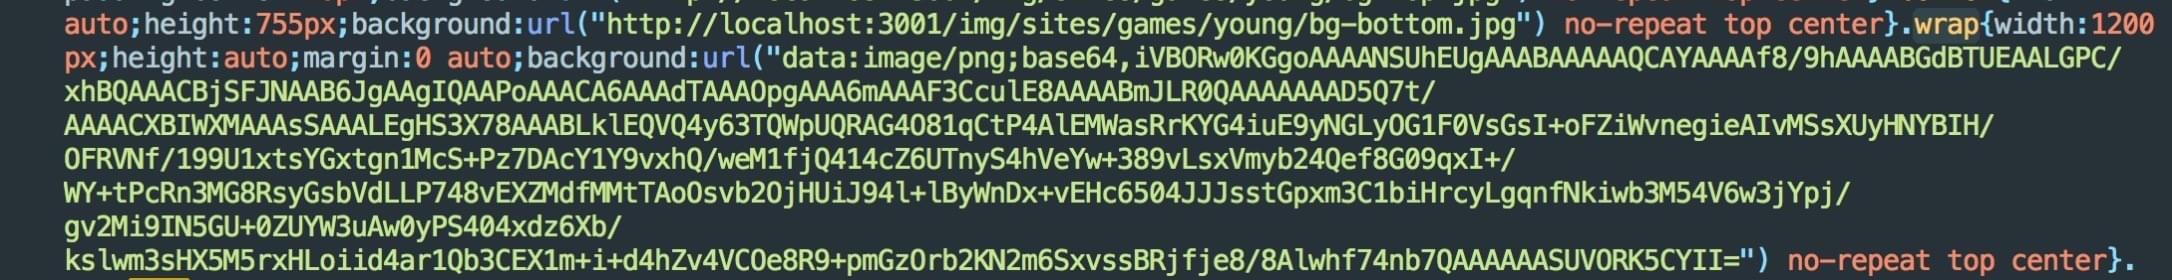 auto;height:755px;background:url("http://localhost:3001/img/sites/games/young/bg-bottom.jpg") no-repeat top center}.wrap{width:1200
px;height:auto;margin:0 auto;background:url("data:image/png;base64,iVBORw0KGgoAAAANSUhEUgAAABAAAAAQCAYAAAAf8/9hAAAABGdBTUEAALGPC/
xhBQAAACBjSFJNAAB6JgAAgIQAAPoAAACA6AAAdTAAAOpgAAA6mAAAF3CculE8AAAABmJLR0QAAAAAAAD5Q7t/
AAAACXBIWXMAAAsSAAALEgHS3X78AAABLklEQVQ4y63TQWpUQRAG4O81qCtP4AlEMWasRrKYG4iuE9yNGLyOG1F0VsGsI+oFZiWvnegieAIvMSsXUyHNYBIH/
OFRVNf/199U1xtsYGxtgn1McS+Pz7DAcY1Y9vxhQ/weM1fjQ414cZ6UTnyS4hVeYw+389vLsxVmyb24Qef8G09qxI+/
WY+tPcRn3MG8RsyGsbVdLLP748vEXZMdfMMtTAoOsvb2OjHUiJ94l+lByWnDx+vEHc6504JJJsstGpxm3C1biHrcyLgqnfNkiwb3M54V6w3jYpj/
gv2Mi9IN5GU+0ZUYW3uAw0yPS404xdz6Xb/
kslwm3sHX5M5rxHLoiid4ar1Qb3CEX1m+i+d4hZv4VCOe8R9+pmGzOrb2KN2m6SxvssBRjfje8/8Alwhf74nb7QAAAAAASUVORK5CYII=") no-repeat top center}.